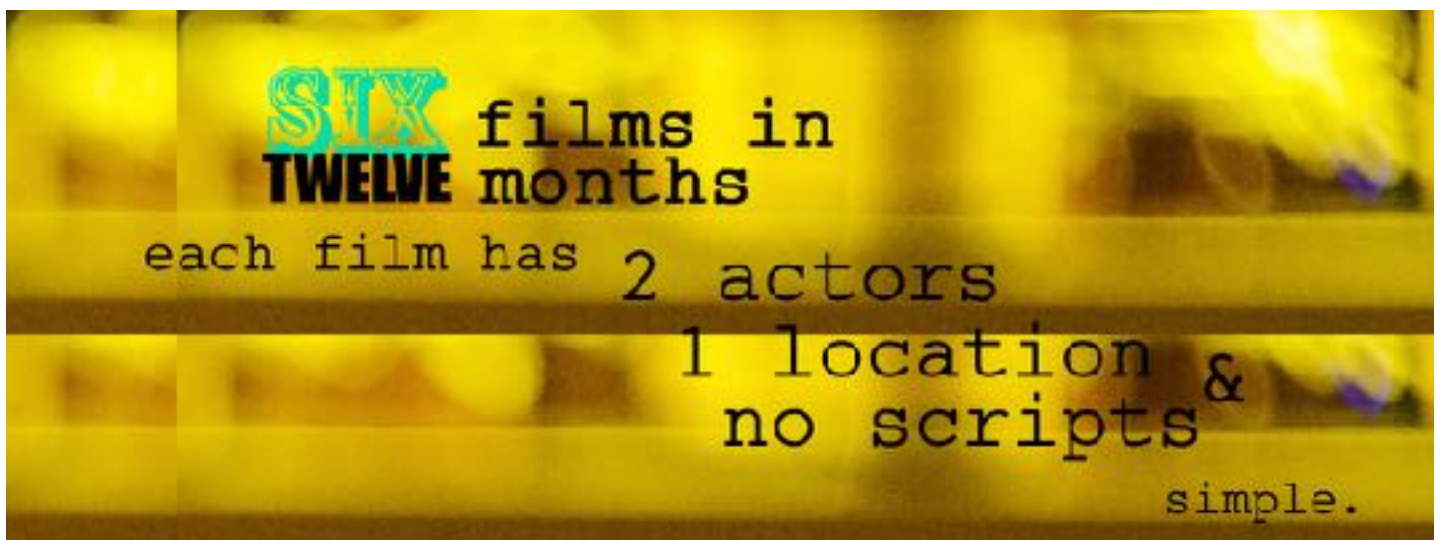 SIX films in
TWELVE months
each film has 2 actors
1 location &
no scripts
simple.